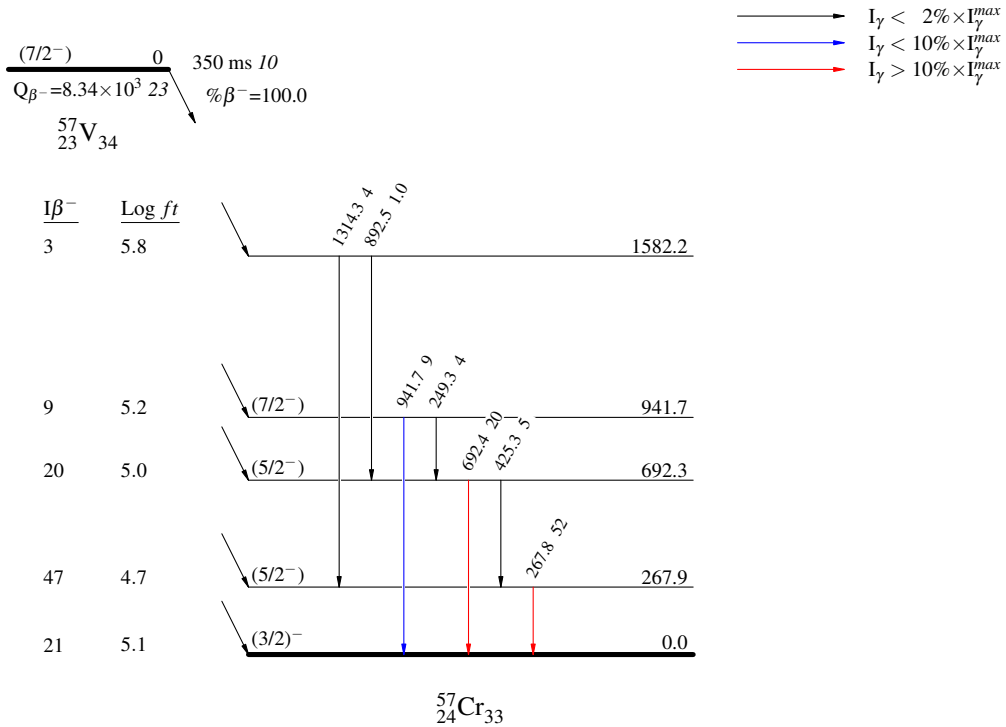 I_γ < 2%×I_γ^max
I_γ < 10%×I_γ^max
I_γ > 10%×I_γ^max
(7/2⁻) 0 350 ms 10
Q_β⁻=8.34×10³ 23 %β⁻=100.0
⁵⁷₂₃V₃₄
Iβ⁻ Log ft
1314.3 4
892.5 1.0
3 5.8 1582.2
941.7 9
249.3 4
9 5.2 (7/2⁻) 941.7
692.4 20
425.3 5
20 5.0 (5/2⁻) 692.3
267.8 52
47 4.7 (5/2⁻) 267.9
21 5.1 (3/2)⁻ 0.0
⁵⁷₂₄Cr₃₃